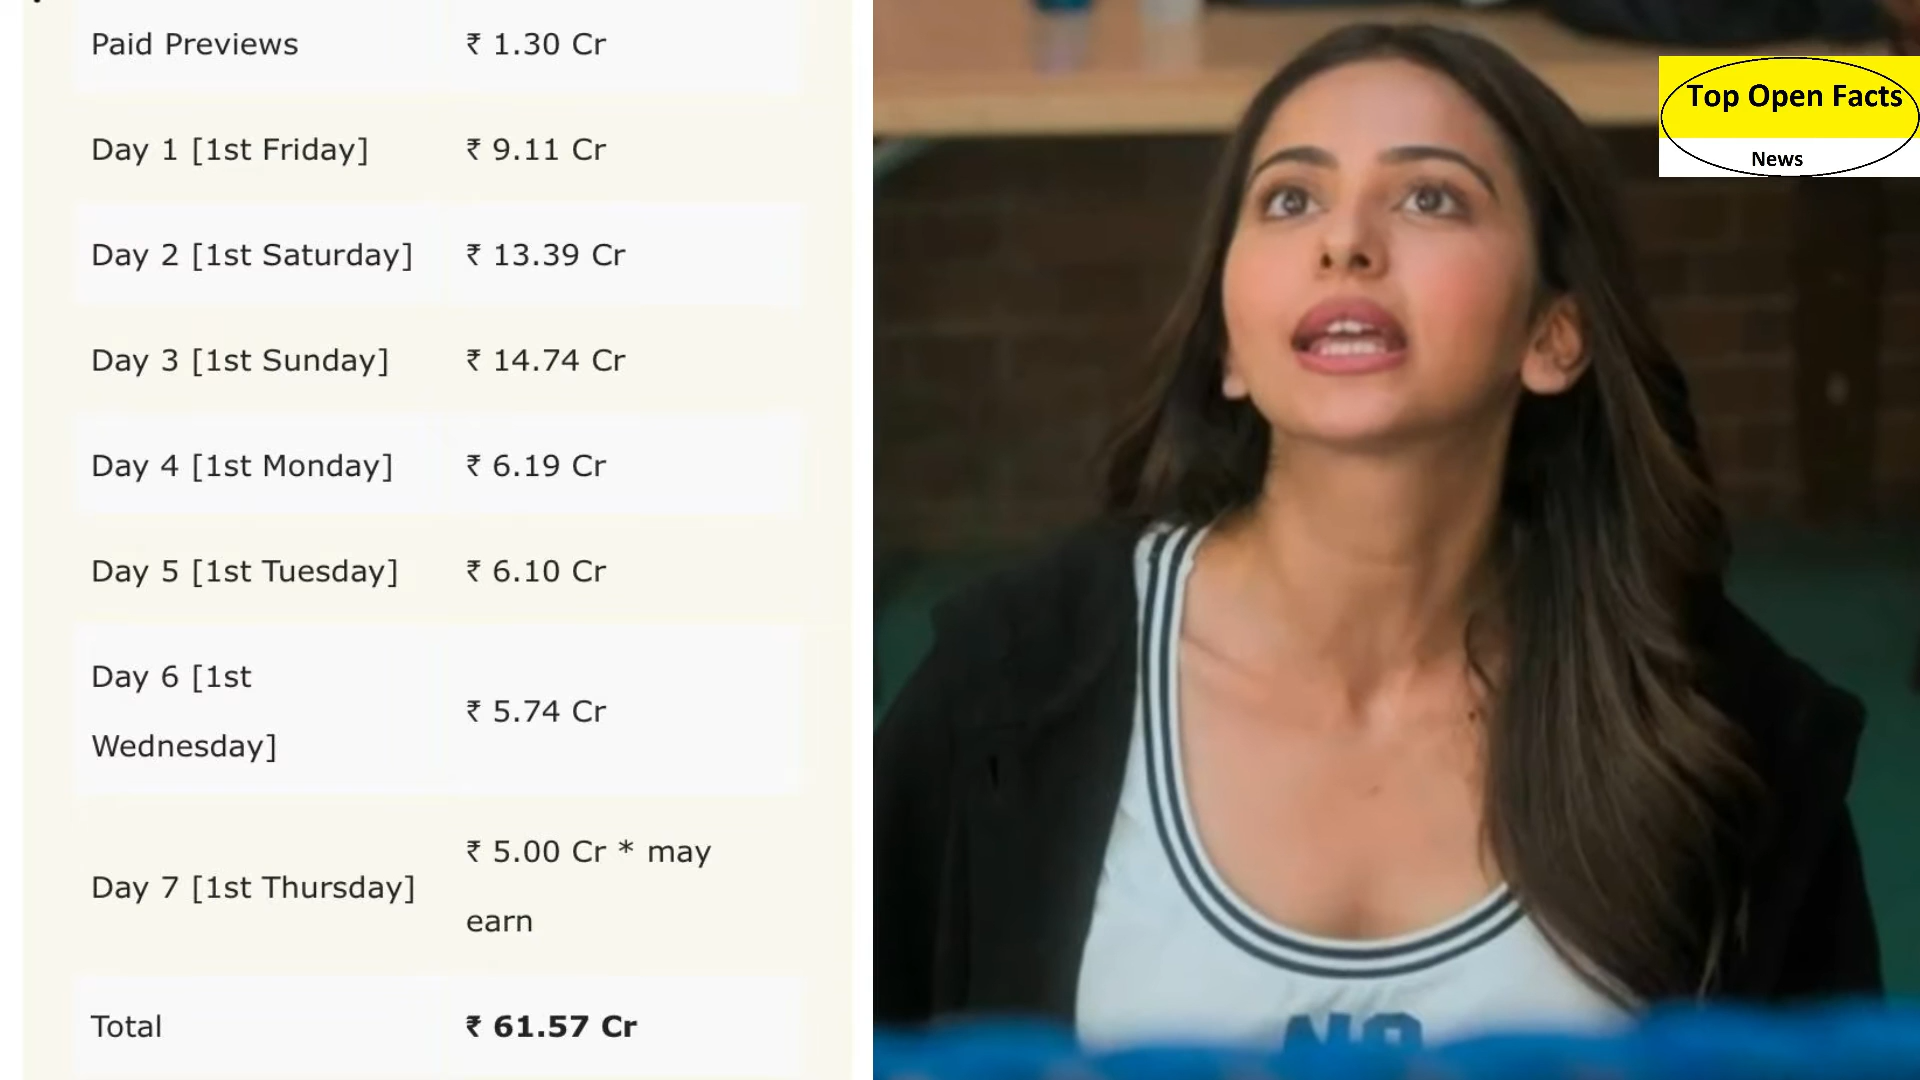 Paid Previews ₹ 1.30 Cr
Day 1 [1st Friday] ₹ 9.11 Cr
Day 2 [1st Saturday] ₹ 13.39 Cr
Day 3 [1st Sunday] ₹ 14.74 Cr
Day 4 [1st Monday] ₹ 6.19 Cr
Day 5 [1st Tuesday] ₹ 6.10 Cr
Day 6 [1st
Wednesday]
₹ 5.74 Cr
Day 7 [1st Thursday]
₹ 5.00 Cr * may
earn
Total ₹ 61.57 Cr
Top Open Facts
News